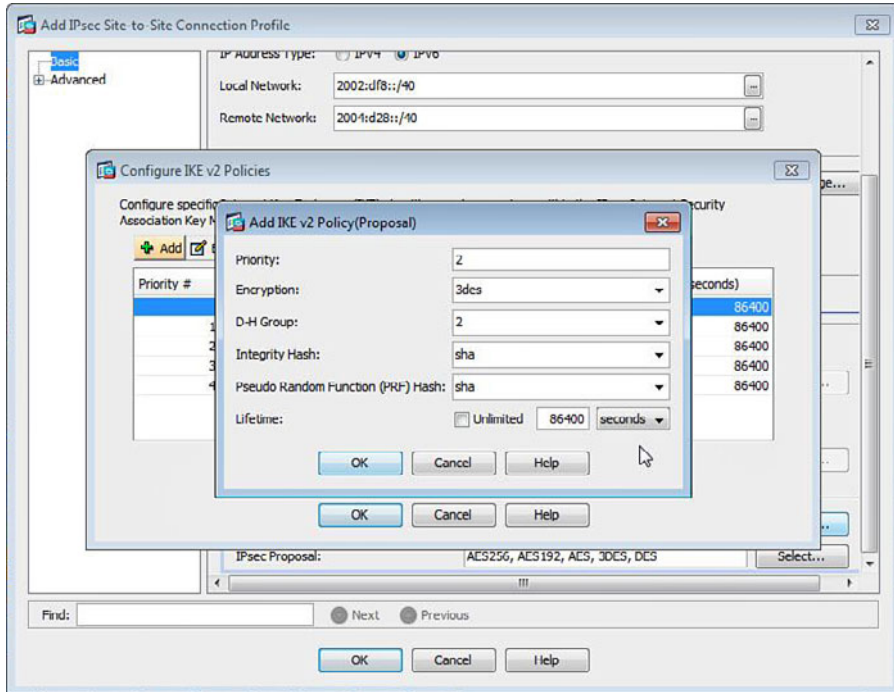 Add IPsec Site-to-Site Connection Profile
Basic
Advanced
IP Address Type: IPv4 IPv6
Local Network: 2002:df8::/40 ...
Remote Network: 2004:d28::/40 ...
Configure IKE v2 Policies
Configure specific
Association Key M
Security
Add
Priority #
seconds)
86400
1 86400
2 86400
3 86400
4 86400
Add IKE v2 Policy(Proposal)
Priority: 2
Encryption: 3des
D-H Group: 2
Integrity Hash: sha
Pseudo Random Function (PRF) Hash: sha
Lifetime: Unlimited 86400 seconds
OK Cancel Help
OK Cancel Help
IPsec Proposal: AES256, AES192, AES, 3DES, DES Select...
Find: Next Previous
OK Cancel Help